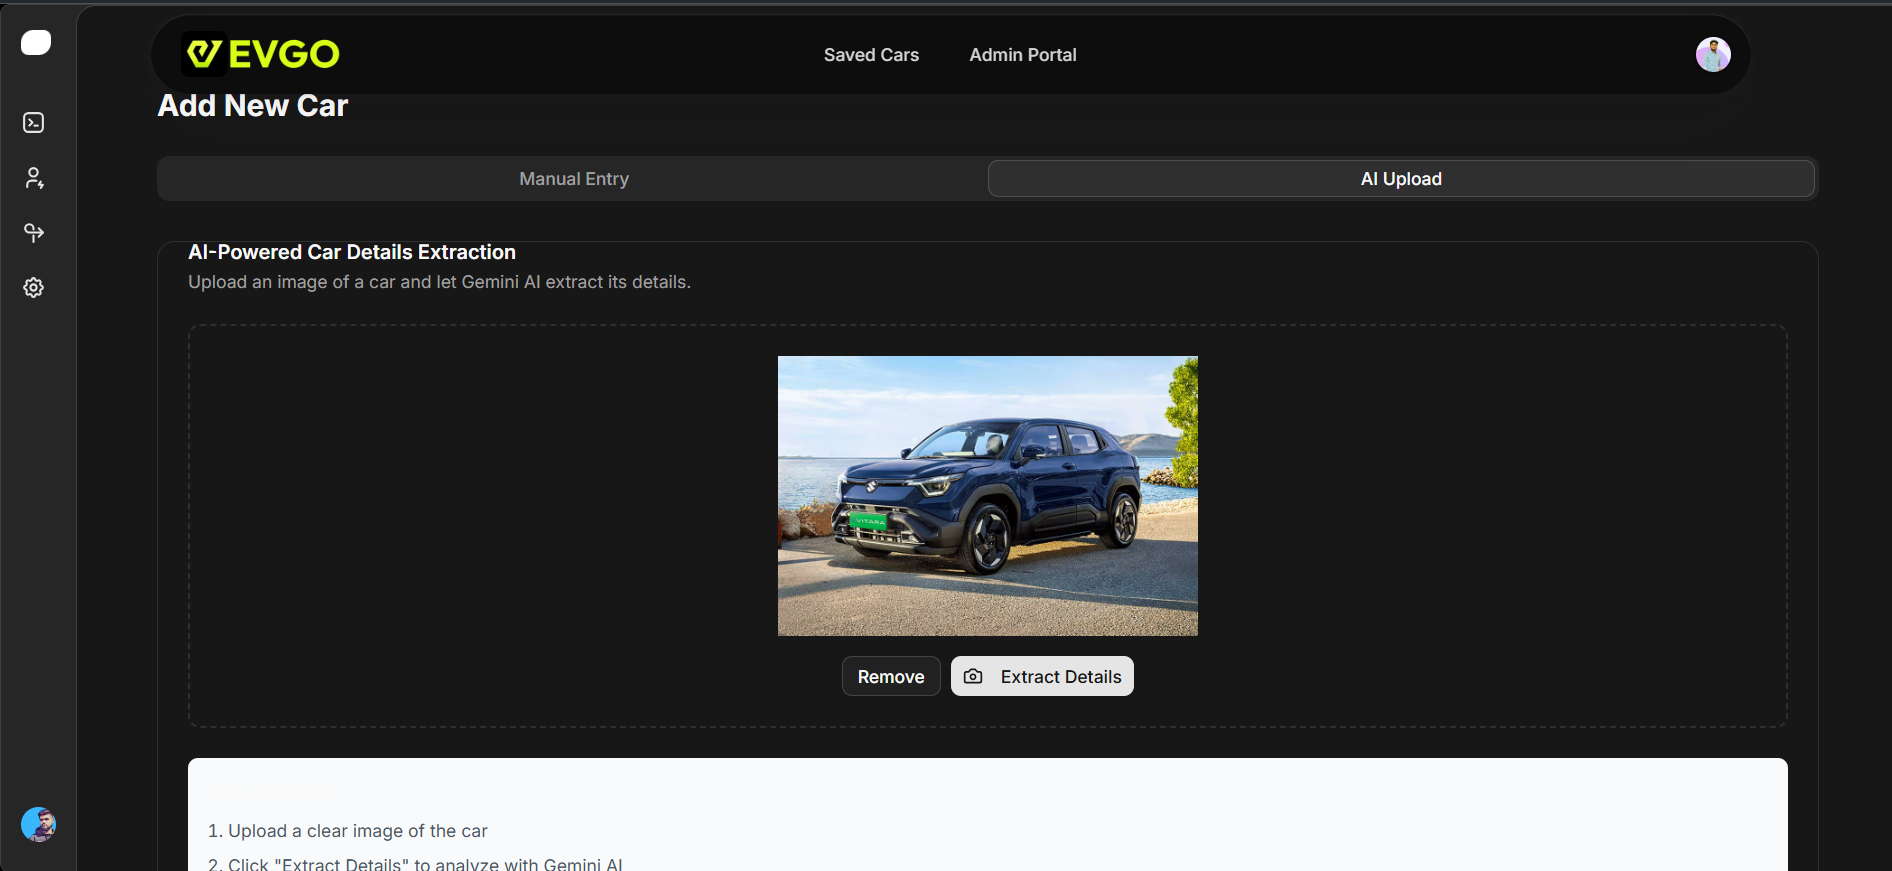 EVGO
Saved Cars
Admin Portal
Add New Car
Manual Entry
AI Upload
AI-Powered Car Details Extraction
Upload an image of a car and let Gemini AI extract its details.
VITARA
Remove
Extract Details
1. Upload a clear image of the car
2. Click "Extract Details" to analyze with Gemini AI